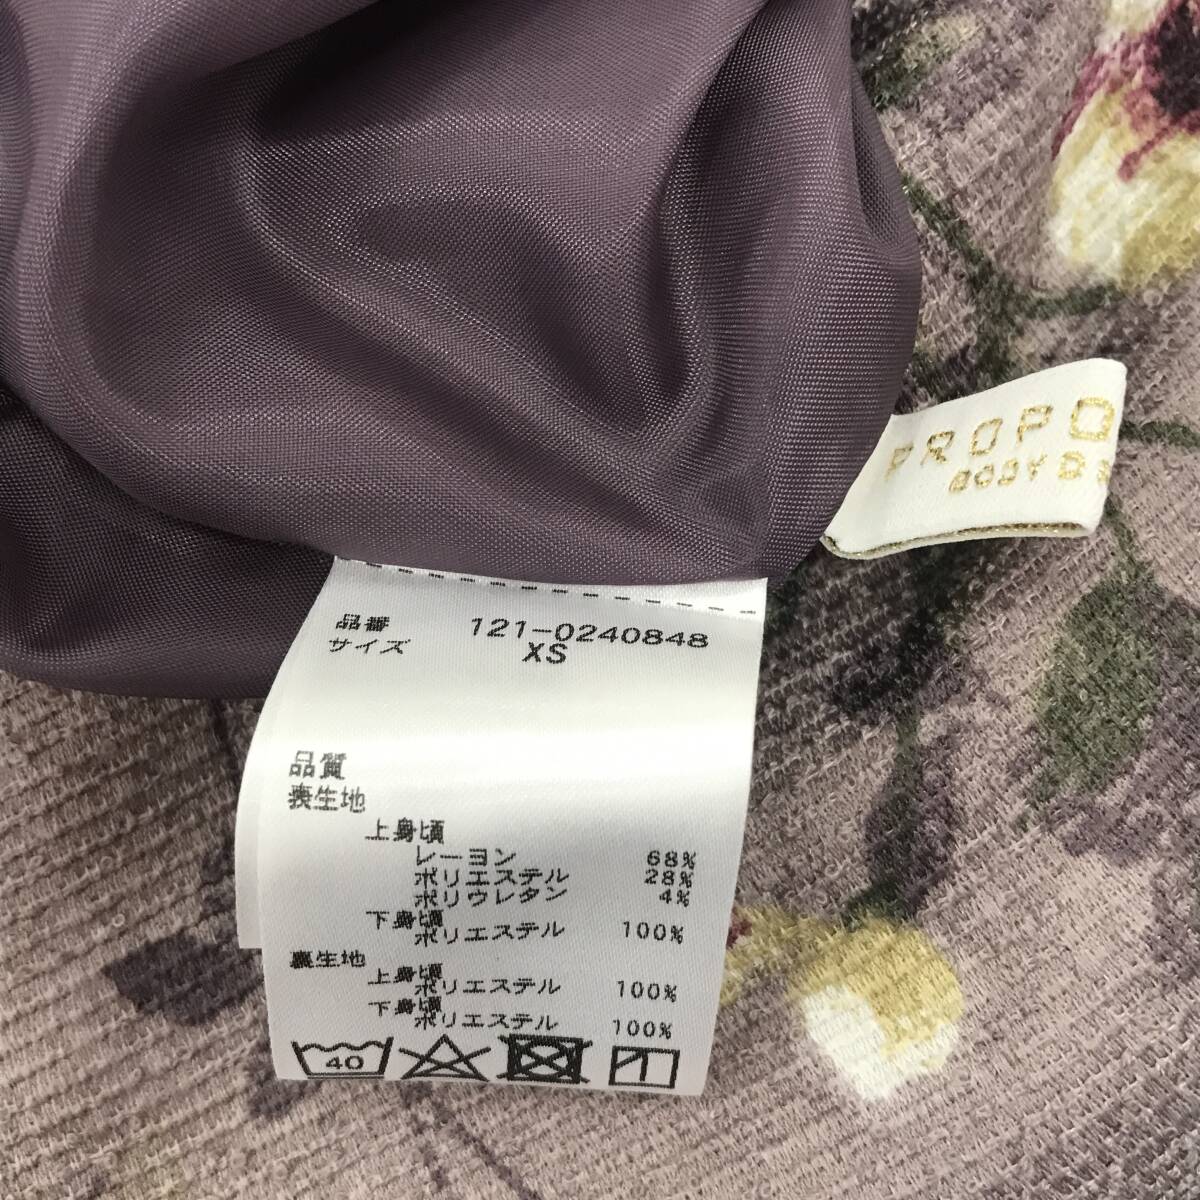 PROPO
BODY D
品番 121-0240848
サイズ XS
品質
表生地
上身頃
レーヨン 68%
ポリエステル 28%
ポリウレタン 4%
下身頃
ポリエステル 100%
裏生地
上身頃
ポリエステル 100%
下身頃
ポリエステル 100%
40